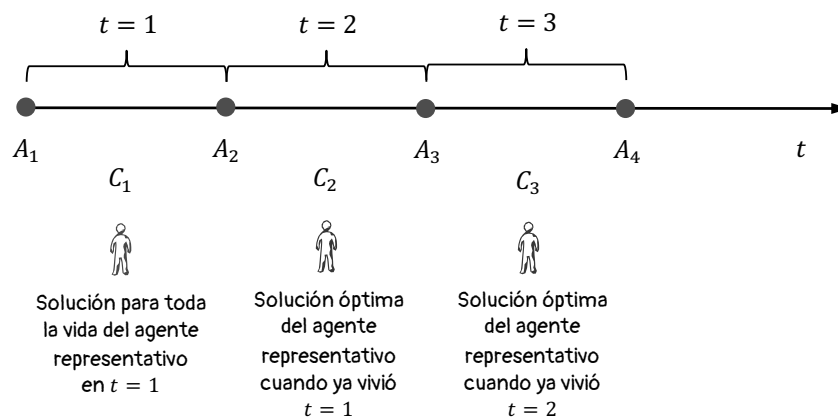 t = 1 t = 2 t = 3
A₁ A₂ A₃ A₄ t
C₁ C₂ C₃
Solución para toda
la vida del agente
representativo
en t = 1
Solución óptima
del agente
representativo
cuando ya vivió
t = 1
Solución óptima
del agente
representativo
cuando ya vivió
t = 2